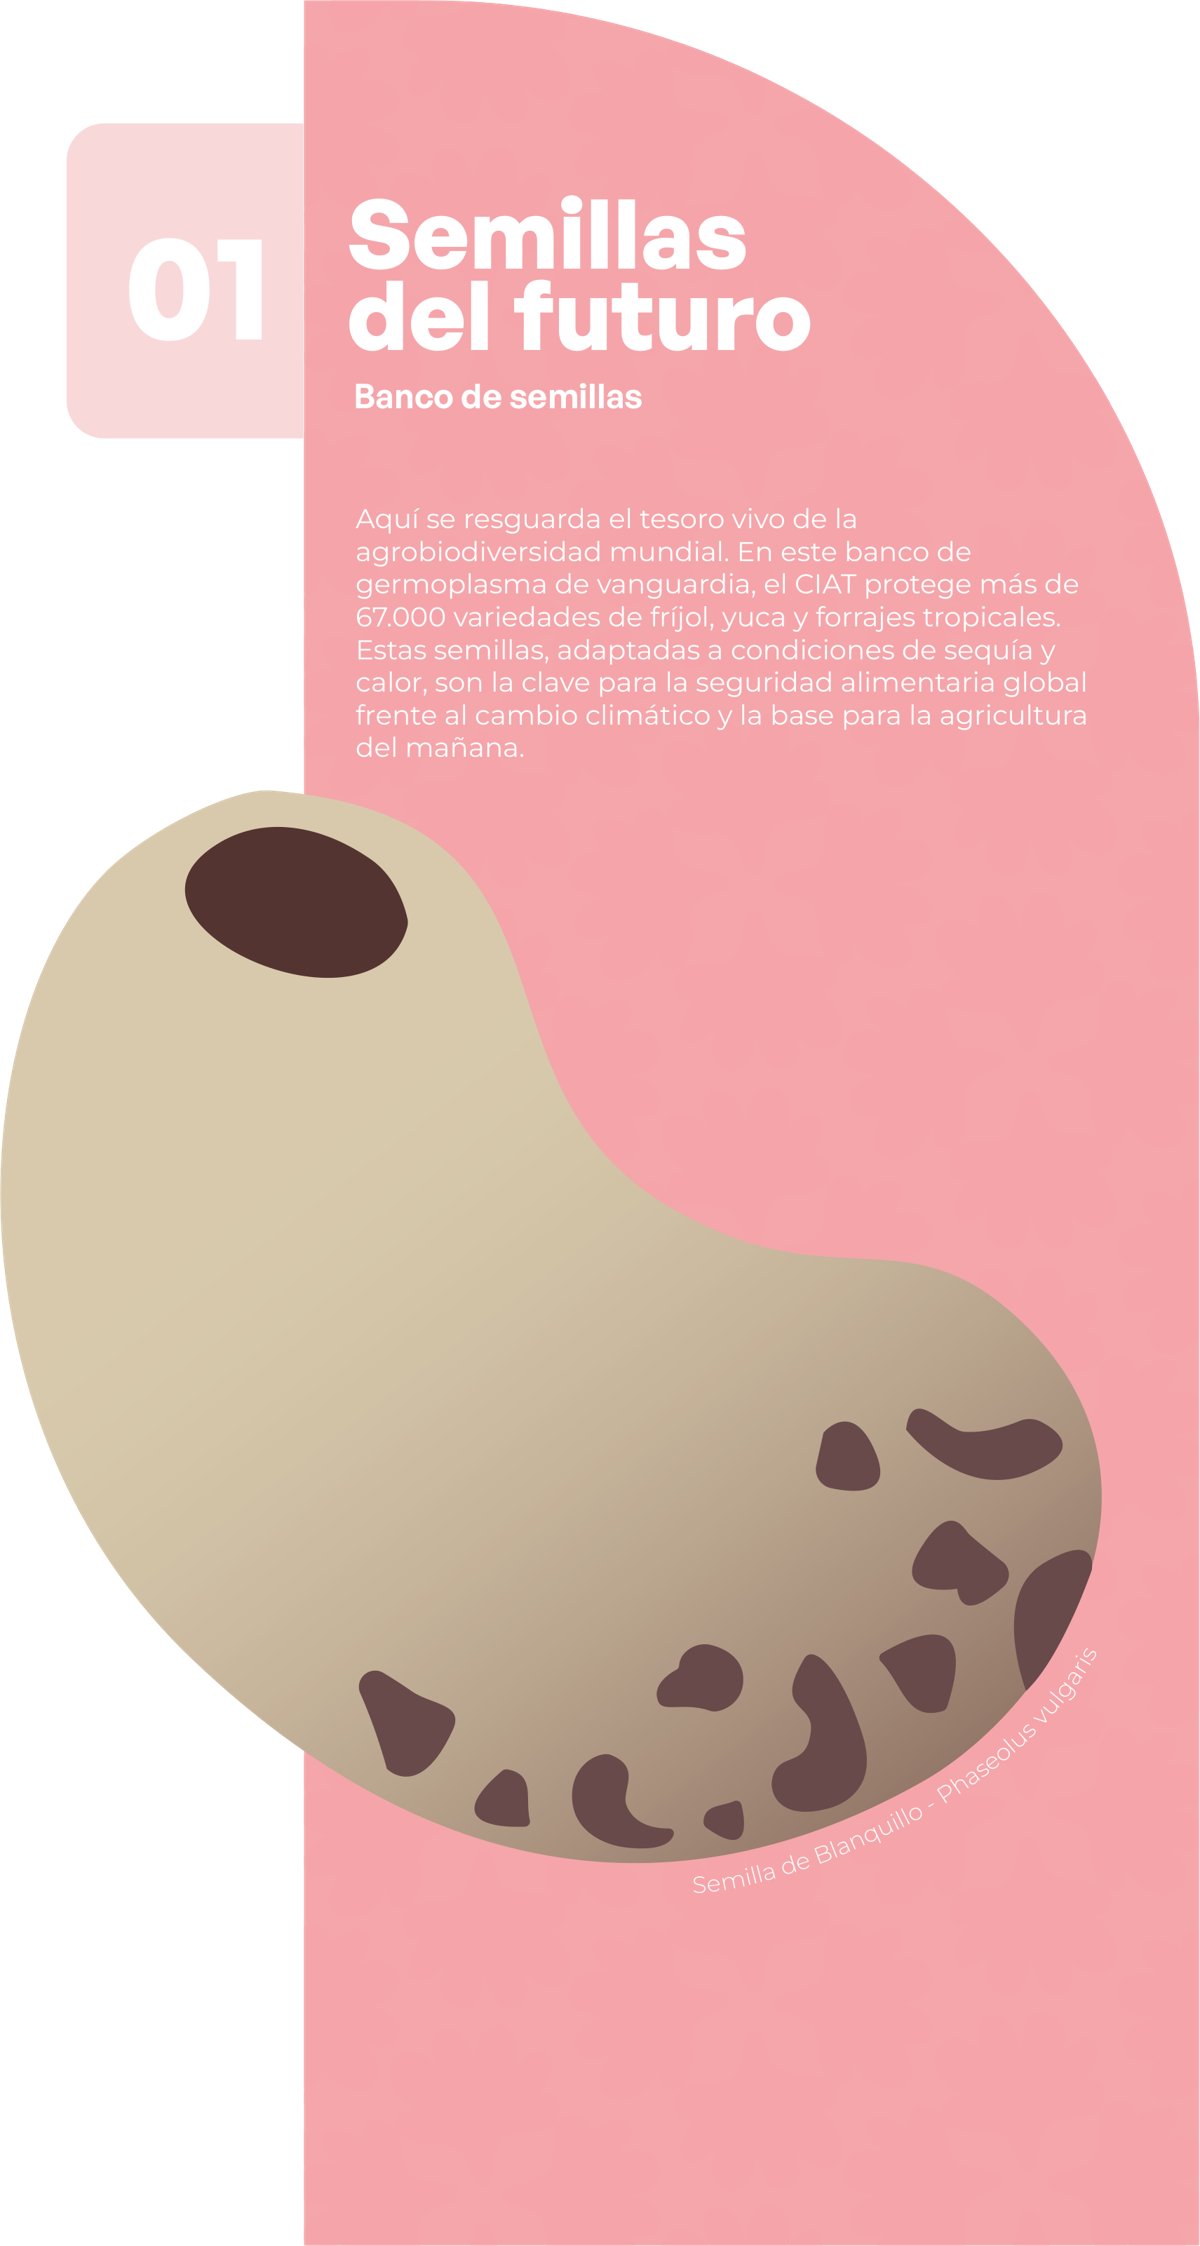 01
Semillas
del futuro
Banco de semillas
Aquí se resguarda el tesoro vivo de la
agrobiodiversidad mundial. En este banco de
germoplasma de vanguardia, el CIAT protege más de
67.000 variedades de fríjol, yuca y forrajes tropicales.
Estas semillas, adaptadas a condiciones de sequía y
calor, son la clave para la seguridad alimentaria global
frente al cambio climático y la base para la agricultura
del mañana.
Semilla de Blanquillo - Phaseolus vulgaris